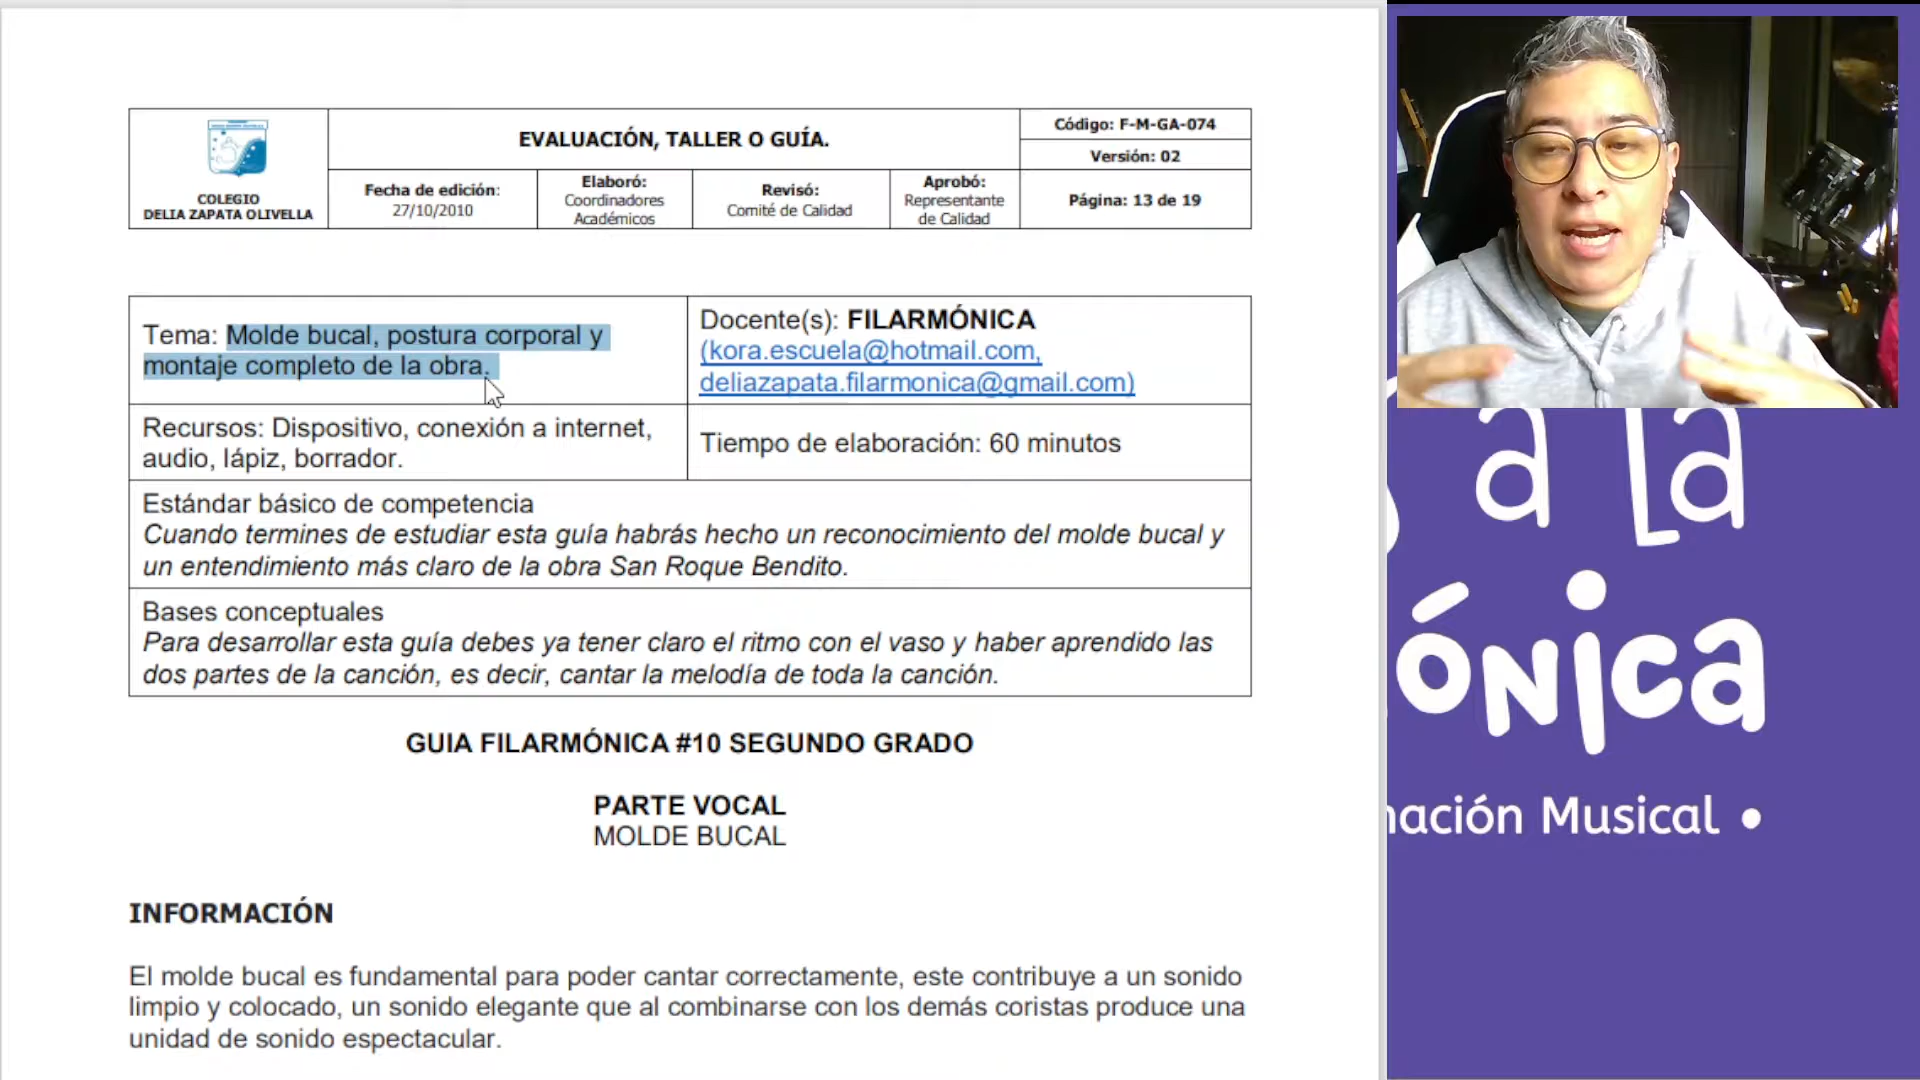 COLEGIO
DELIA ZAPATA OLIVELLA
EVALUACIÓN, TALLER O GUÍA.
Código: F-M-GA-074
Versión: 02
Fecha de edición:
27/10/2010
Elaboró:
Coordinadores
Académicos
Revisó:
Comité de Calidad
Aprobó:
Representante
de Calidad
Página: 13 de 19
Tema: Molde bucal, postura corporal y
montaje completo de la obra.
Docente(s): FILARMÓNICA
(kora.escuela@hotmail.com,
deliazapata.filarmonica@gmail.com)
Recursos: Dispositivo, conexión a internet,
audio, lápiz, borrador.
Tiempo de elaboración: 60 minutos
Estándar básico de competencia
Cuando termines de estudiar esta guía habrás hecho un reconocimiento del molde bucal y
un entendimiento más claro de la obra San Roque Bendito.
Bases conceptuales
Para desarrollar esta guía debes ya tener claro el ritmo con el vaso y haber aprendido las
dos partes de la canción, es decir, cantar la melodía de toda la canción.
GUIA FILARMÓNICA #10 SEGUNDO GRADO
PARTE VOCAL
MOLDE BUCAL
INFORMACIÓN
El molde bucal es fundamental para poder cantar correctamente, este contribuye a un sonido
limpio y colocado, un sonido elegante que al combinarse con los demás coristas produce una
unidad de sonido espectacular.
a la
ónica
mación Musical •